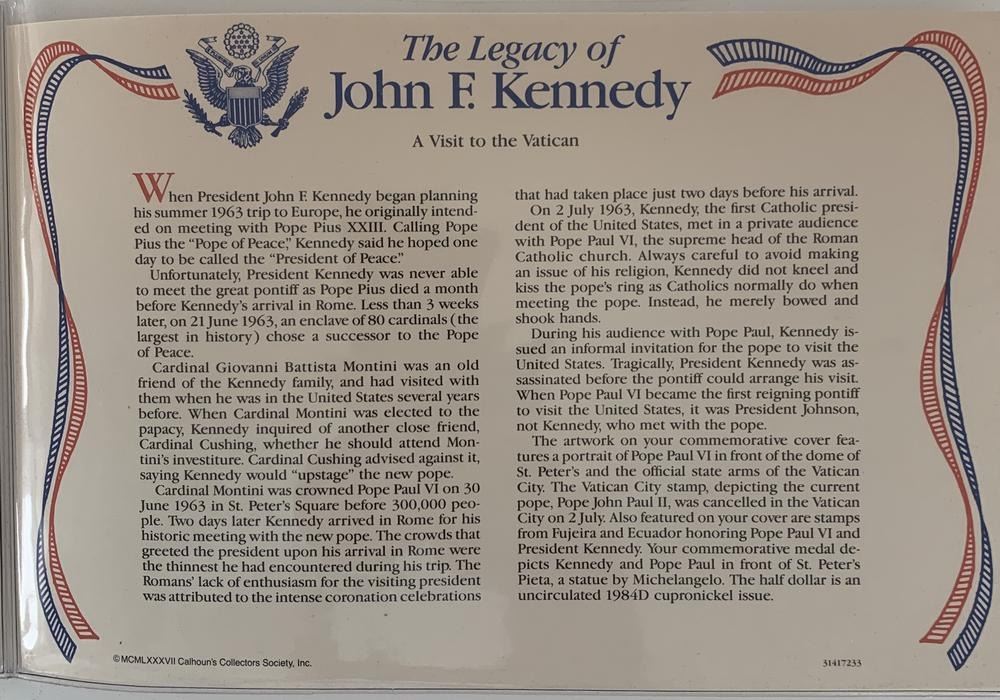 The Legacy of
John F. Kennedy
A Visit to the Vatican
When President John F. Kennedy began planning
his summer 1963 trip to Europe, he originally intend-
ed on meeting with Pope Pius XXIII. Calling Pope
Pius the “Pope of Peace,” Kennedy said he hoped one
day to be called the “President of Peace.”
Unfortunately, President Kennedy was never able
to meet the great pontiff as Pope Pius died a month
before Kennedy's arrival in Rome. Less than 3 weeks
later, on 21 June 1963, an enclave of 80 cardinals (the
largest in history) chose a successor to the Pope
of Peace.
Cardinal Giovanni Battista Montini was an old
friend of the Kennedy family, and had visited with
them when he was in the United States several years
before. When Cardinal Montini was elected to the
papacy, Kennedy inquired of another close friend,
Cardinal Cushing, whether he should attend Mon-
tini's investiture. Cardinal Cushing advised against it,
saying Kennedy would “upstage” the new pope.
Cardinal Montini was crowned Pope Paul VI on 30
June 1963 in St. Peter's Square before 300,000 peo-
ple. Two days later Kennedy arrived in Rome for his
historic meeting with the new pope. The crowds that
greeted the president upon his arrival in Rome were
the thinnest he had encountered during his trip. The
Romans' lack of enthusiasm for the visiting president
was attributed to the intense coronation celebrations
that had taken place just two days before his arrival.
On 2 July 1963, Kennedy, the first Catholic presi-
dent of the United States, met in a private audience
with Pope Paul VI, the supreme head of the Roman
Catholic church. Always careful to avoid making
an issue of his religion, Kennedy did not kneel and
kiss the pope's ring as Catholics normally do when
meeting the pope. Instead, he merely bowed and
shook hands.
During his audience with Pope Paul, Kennedy is-
sued an informal invitation for the pope to visit the
United States. Tragically, President Kennedy was as-
sassinated before the pontiff could arrange his visit.
When Pope Paul VI became the first reigning pontiff
to visit the United States, it was President Johnson,
not Kennedy, who met with the pope.
The artwork on your commemorative cover fea-
tures a portrait of Pope Paul VI in front of the dome of
St. Peter's and the official state arms of the Vatican
City. The Vatican City stamp, depicting the current
pope, Pope John Paul II, was cancelled in the Vatican
City on 2 July. Also featured on your cover are stamps
from Fujeira and Ecuador honoring Pope Paul VI and
President Kennedy. Your commemorative medal de-
picts Kennedy and Pope Paul in front of St. Peter's
Pieta, a statue by Michelangelo. The half dollar is an
uncirculated 1984D cupronickel issue.
© MCMLXXXVII Calhoun's Collectors Society, Inc.
31417233